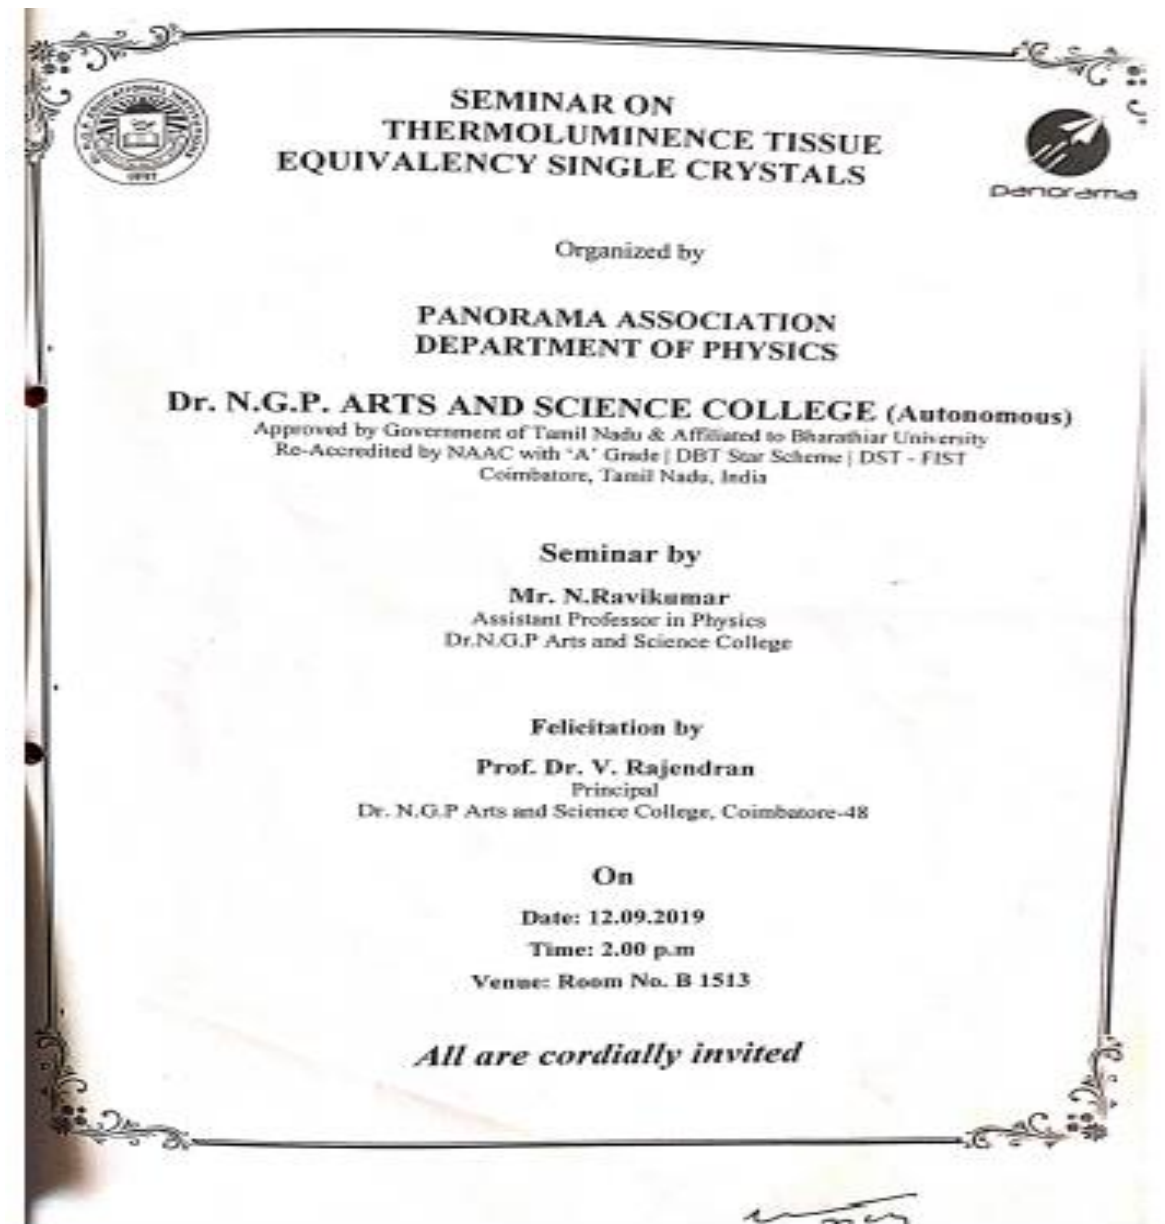 SEMINAR ON
THERMOLUMINENCE TISSUE
EQUIVALENCY SINGLE CRYSTALS
panorama
Organized by
PANORAMA ASSOCIATION
DEPARTMENT OF PHYSICS
Dr. N.G.P. ARTS AND SCIENCE COLLEGE (Autonomous)
Approved by Government of Tamil Nadu & Affiliated to Bharathiar University
Re-Accredited by NAAC with 'A' Grade | DBT Star Scheme | DST - FIST
Coimbatore, Tamil Nadu, India
Seminar by
Mr. N.Ravikumar
Assistant Professor in Physics
Dr.N.G.P Arts and Science College
Felicitation by
Prof. Dr. V. Rajendran
Principal
Dr. N.G.P Arts and Science College, Coimbatore-48
On
Date: 12.09.2019
Time: 2.00 p.m
Venue: Room No. B 1513
All are cordially invited